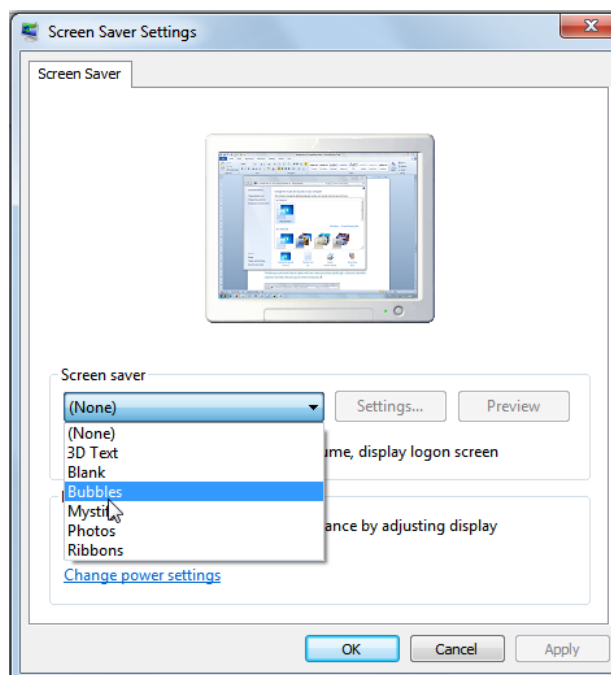 Screen Saver Settings
Screen Saver
Screen saver
(None)
Settings...
Preview
(None)
3D Text
Blank
ume, display logon screen
Bubbles
Photos
ance by adjusting display
Ribbons
Change power settings
OK
Cancel
Apply